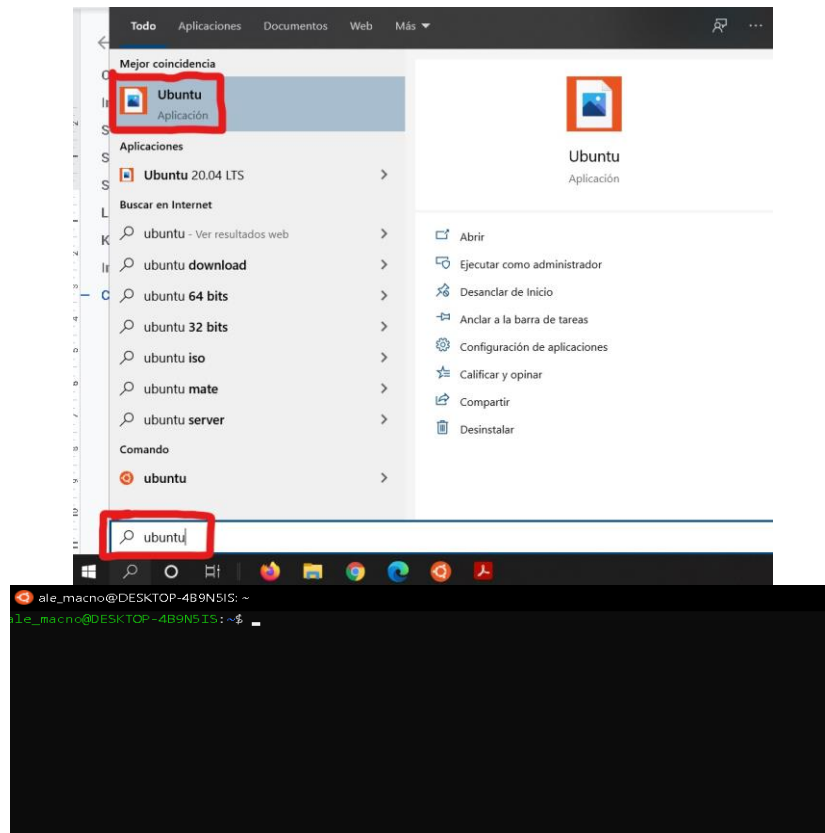 Todo Aplicaciones Documentos Web Más
Mejor coincidencia
Ubuntu
Aplicación
Aplicaciones
Ubuntu 20.04 LTS
Buscar en Internet
ubuntu - Ver resultados web
ubuntu download
ubuntu 64 bits
ubuntu 32 bits
ubuntu iso
ubuntu mate
ubuntu server
Comando
ubuntu
ubuntu
Ubuntu
Aplicación
Abrir
Ejecutar como administrador
Desanclar de Inicio
Anclar a la barra de tareas
Configuración de aplicaciones
Calificar y opinar
Compartir
Desinstalar
ale_macno@DESKTOP-4B9N5IS: ~
ale_macno@DESKTOP-4B9N5IS:~$